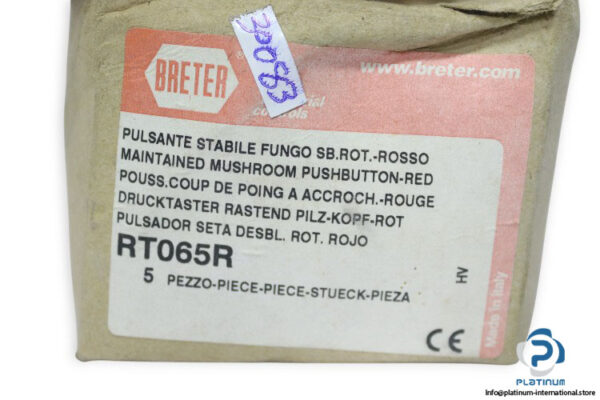 BRETER
390583
www.breter.com
controls
PULSANTE STABILE FUNGO SB.ROT.-ROSSO
MAINTAINED MUSHROOM PUSHBUTTON-RED
POUSS.COUP DE POING A ACCROCH.-ROUGE
DRUCKTASTER RASTEND PILZ-KOPF-ROT
PULSADOR SETA DESBL. ROT. ROJO
RT065R
5 PEZZO-PIECE-PIECE-STUECK-PIEZA
HV
Made in Italy
CE
PLATINUM
info@platinum-international.store